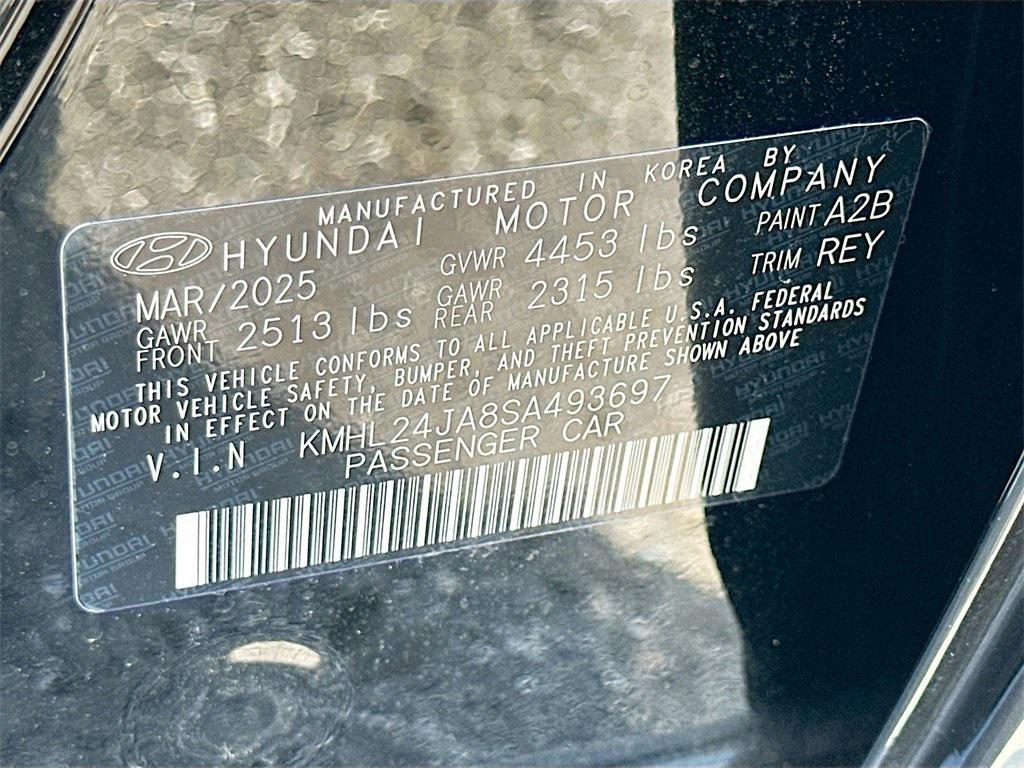 MANUFACTURED IN KOREA BY
HYUNDAI MOTOR COMPANY
MAR/2025 GVWR 4453 lbs PAINT A2B
GAWR FRONT 2513 lbs GAWR REAR 2315 lbs TRIM REY
THIS VEHICLE CONFORMS TO ALL APPLICABLE U.S.A. FEDERAL
MOTOR VEHICLE SAFETY, BUMPER, AND THEFT PREVENTION STANDARDS
IN EFFECT ON THE DATE OF MANUFACTURE SHOWN ABOVE
V.I.N KMHL24JA8SA493697
PASSENGER CAR